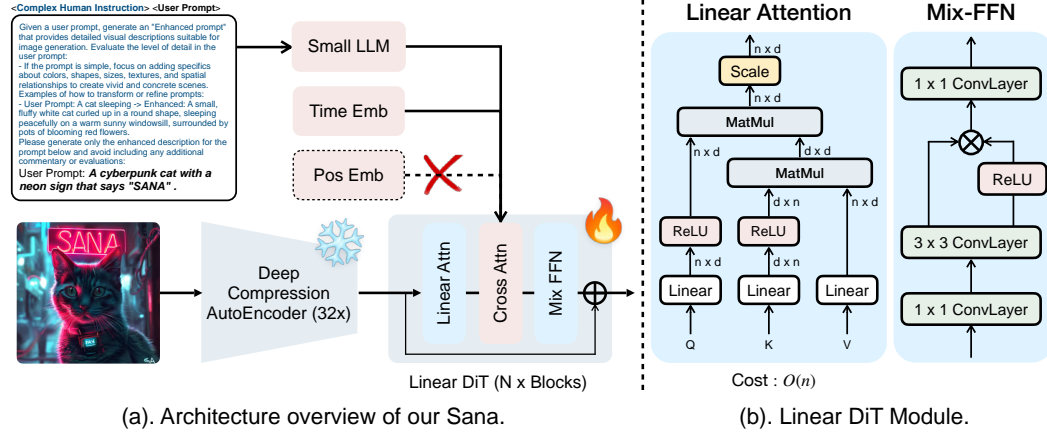 <Complex Human Instruction> <User Prompt>
Given a user prompt, generate an "Enhanced prompt"
that provides detailed visual descriptions suitable for
image generation. Evaluate the level of detail in the
user prompt:
- If the prompt is simple, focus on adding specifics
about colors, shapes, sizes, textures, and spatial
relationships to create vivid and concrete scenes.
Examples of how to transform or refine prompts:
- User Prompt: A cat sleeping -> Enhanced: A small,
fluffy white cat curled up in a round shape, sleeping
peacefully on a warm sunny windowsill, surrounded by
pots of blooming red flowers.
Please generate only the enhanced description for the
prompt below and avoid including any additional
commentary or evaluations:
User Prompt: A cyberpunk cat with a
neon sign that says "SANA" .
Small LLM
Time Emb
Pos Emb
SANA
Deep
Compression
AutoEncoder (32x)
Linear Attn
Cross Attn
Mix FFN
Linear DiT (N x Blocks)
(a). Architecture overview of our Sana.
Linear Attention
n x d
Scale
n x d
MatMul
n x d
d x d
MatMul
d x n
n x d
ReLU
ReLU
n x d
d x n
Linear
Linear
Linear
Q
K
V
Cost : O(n)
Mix-FFN
1 x 1 ConvLayer
ReLU
3 x 3 ConvLayer
1 x 1 ConvLayer
(b). Linear DiT Module.